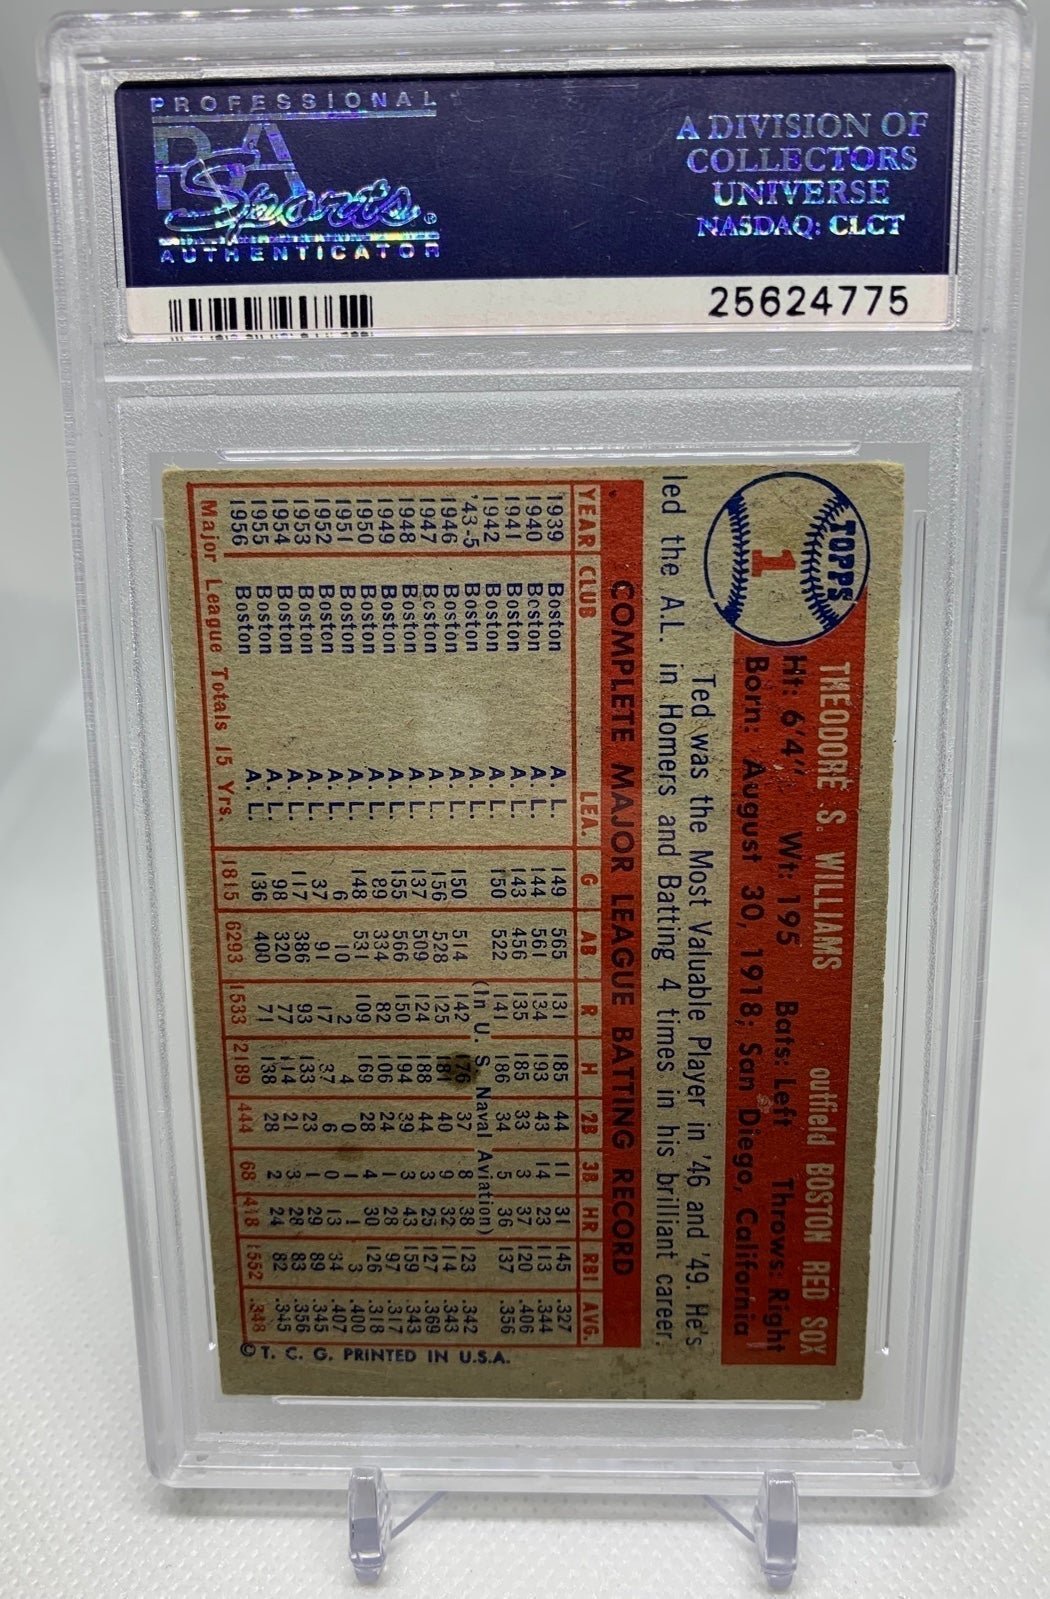 PROFESSIONAL
PSA
Sports®
AUTHENTICATOR
A DIVISION OF
COLLECTORS
UNIVERSE
NASDAQ: CLCT
25624775
TOPPS
1
THEODORE S. WILLIAMS outfield BOSTON RED SOX
Ht: 6'4" Wt: 195 Bats: Left Throws: Right
Born: August 30, 1918; San Diego, California
Ted was the Most Valuable Player in '46 and '49. He's
led the A.L. in Homers and Batting 4 times in his brilliant career.
COMPLETE MAJOR LEAGUE BATTING RECORD
YEAR CLUB LEA. G AB R H 2B 3B HR RBI AVG.
1939 Boston A. L. 149 565 131 185 44 11 31 145 .327
1940 Boston A. L. 144 561 134 193 43 14 23 113 .344
1941 Boston A. L. 143 456 135 185 33 3 37 120 .406
1942 Boston A. L. 150 522 141 186 34 5 36 137 .356
'43-5 Boston A. L. (In U. S. Naval Aviation)
1946 Boston A. L. 150 514 142 176 37 8 38 123 .342
1947 Boston A. L. 156 528 125 181 40 9 32 114 .343
1948 Boston A. L. 137 509 124 188 44 3 25 127 .369
1949 Boston A. L. 155 566 150 194 39 3 43 159 .343
1950 Boston A. L. 89 334 82 106 24 1 28 97 .317
1951 Boston A. L. 148 531 109 169 28 4 30 126 .318
1952 Boston A. L. 6 10 2 4 0 1 1 3 .400
1953 Boston A. L. 37 91 17 37 6 0 13 34 .407
1954 Boston A. L. 117 386 93 133 23 1 29 89 .345
1955 Boston A. L. 98 320 77 114 21 3 28 83 .356
1956 Boston A. L. 136 400 71 138 28 2 24 82 .345
Major League Totals 15 Yrs. 1815 6293 1533 2189 444 68 418 1552 .348
© T. C. G. PRINTED IN U.S.A.